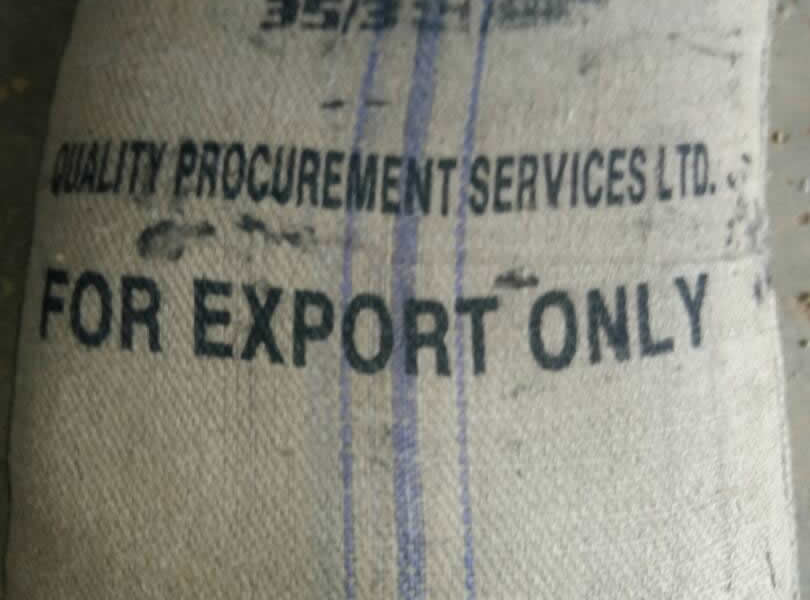 QUALITY PROCUREMENT SERVICES LTD.
FOR EXPORT ONLY